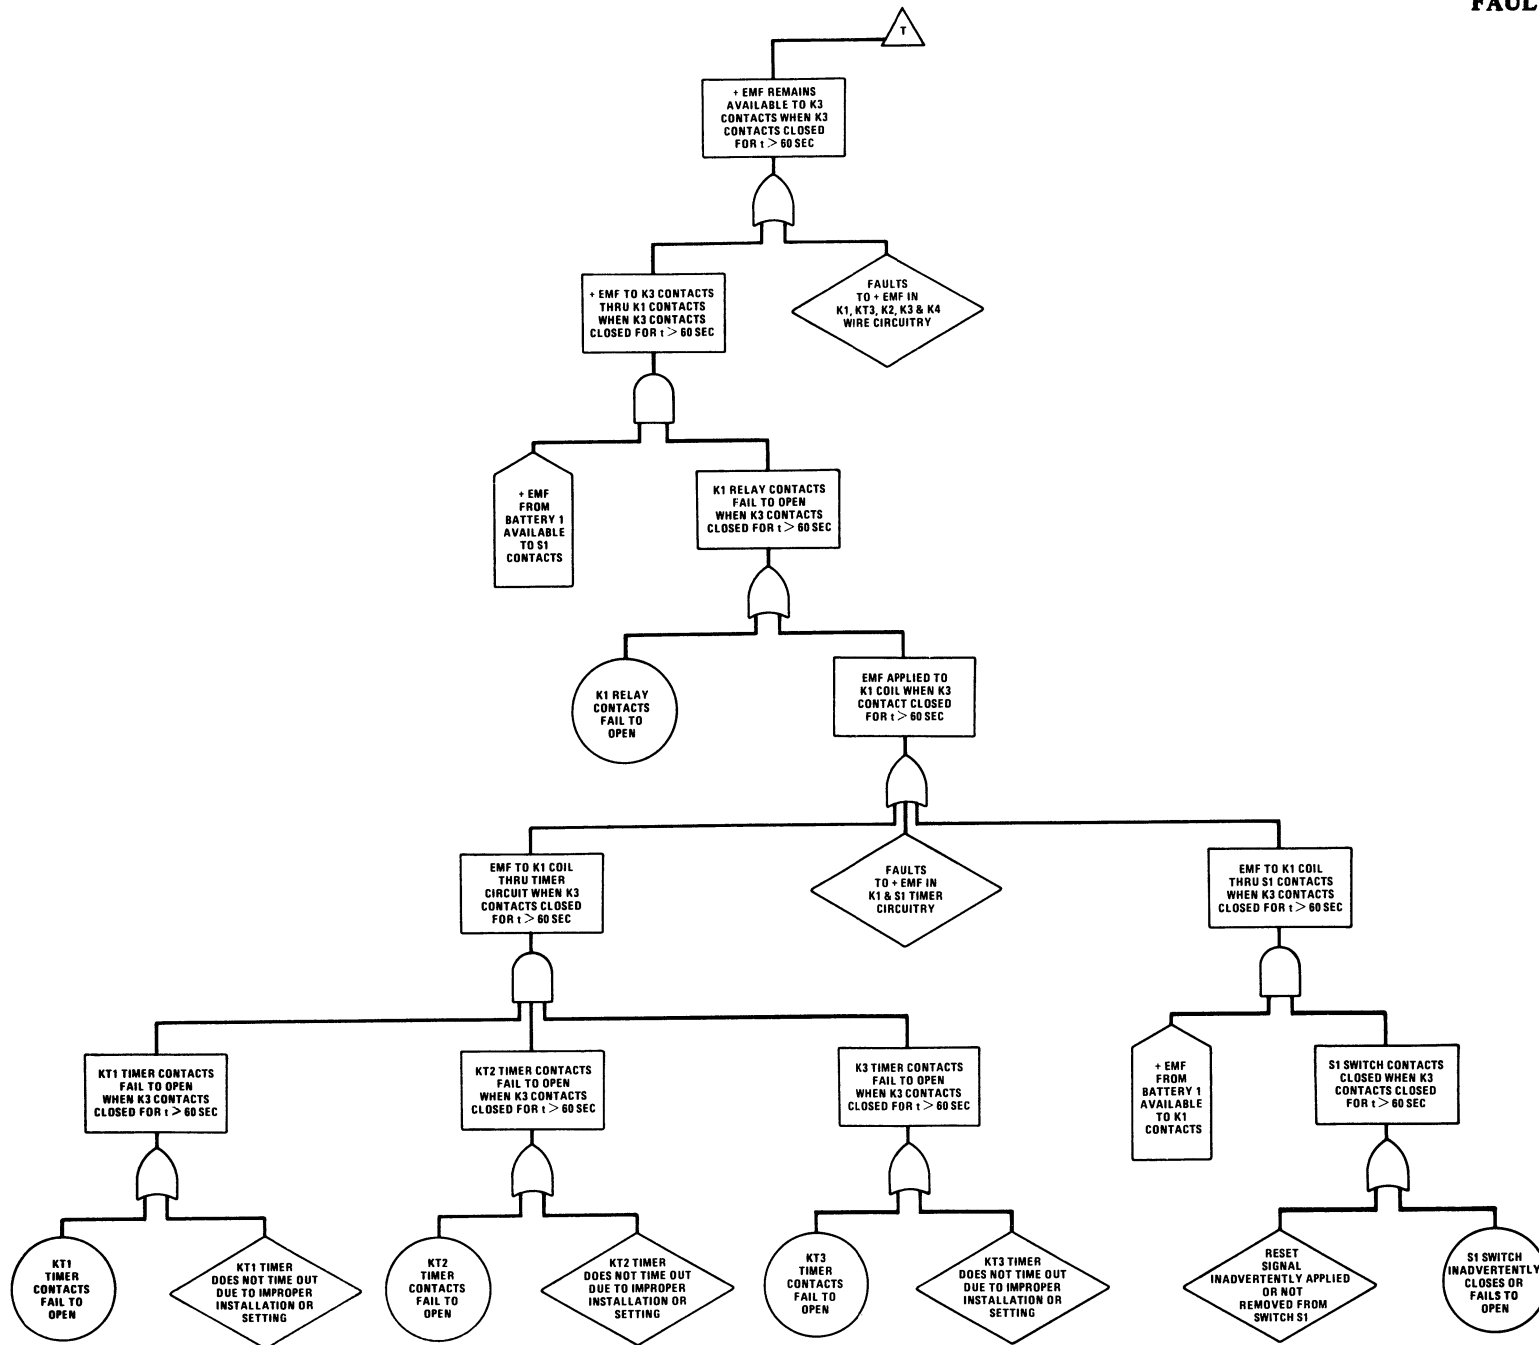 FAUL
T
+ EMF REMAINS
AVAILABLE TO K3
CONTACTS WHEN K3
CONTACTS CLOSED
FOR t > 60 SEC
+ EMF TO K3 CONTACTS
THRU K1 CONTACTS
WHEN K3 CONTACTS
CLOSED FOR t > 60 SEC
FAULTS
TO + EMF IN
K1, KT3, K2, K3 & K4
WIRE CIRCUITRY
+ EMF
FROM
BATTERY 1
AVAILABLE
TO S1
CONTACTS
K1 RELAY CONTACTS
FAIL TO OPEN
WHEN K3 CONTACTS
CLOSED FOR t > 60 SEC
K1 RELAY
CONTACTS
FAIL TO
OPEN
EMF APPLIED TO
K1 COIL WHEN K3
CONTACT CLOSED
FOR t > 60 SEC
EMF TO K1 COIL
THRU TIMER
CIRCUIT WHEN K3
CONTACTS CLOSED
FOR t > 60 SEC
FAULTS
TO + EMF IN
K1 & S1 TIMER
CIRCUITRY
EMF TO K1 COIL
THRU S1 CONTACTS
WHEN K3 CONTACTS
CLOSED FOR t > 60 SEC
KT1 TIMER CONTACTS
FAIL TO OPEN
WHEN K3 CONTACTS
CLOSED FOR t > 60 SEC
KT2 TIMER CONTACTS
FAIL TO OPEN
WHEN K3 CONTACTS
CLOSED FOR t > 60 SEC
K3 TIMER CONTACTS
FAIL TO OPEN
WHEN K3 CONTACTS
CLOSED FOR t > 60 SEC
+ EMF
FROM
BATTERY 1
AVAILABLE
TO K1
CONTACTS
S1 SWITCH CONTACTS
CLOSED WHEN K3
CONTACTS CLOSED
FOR t > 60 SEC
KT1
TIMER
CONTACTS
FAIL TO
OPEN
KT1 TIMER
DOES NOT TIME OUT
DUE TO IMPROPER
INSTALLATION OR
SETTING
KT2
TIMER
CONTACTS
FAIL TO
OPEN
KT2 TIMER
DOES NOT TIME OUT
DUE TO IMPROPER
INSTALLATION OR
SETTING
KT3
TIMER
CONTACTS
FAIL TO
OPEN
KT3 TIMER
DOES NOT TIME OUT
DUE TO IMPROPER
INSTALLATION OR
SETTING
RESET
SIGNAL
INADVERTENTLY APPLIED
OR NOT
REMOVED FROM
SWITCH S1
S1 SWITCH
INADVERTENTLY
CLOSES OR
FAILS TO
OPEN